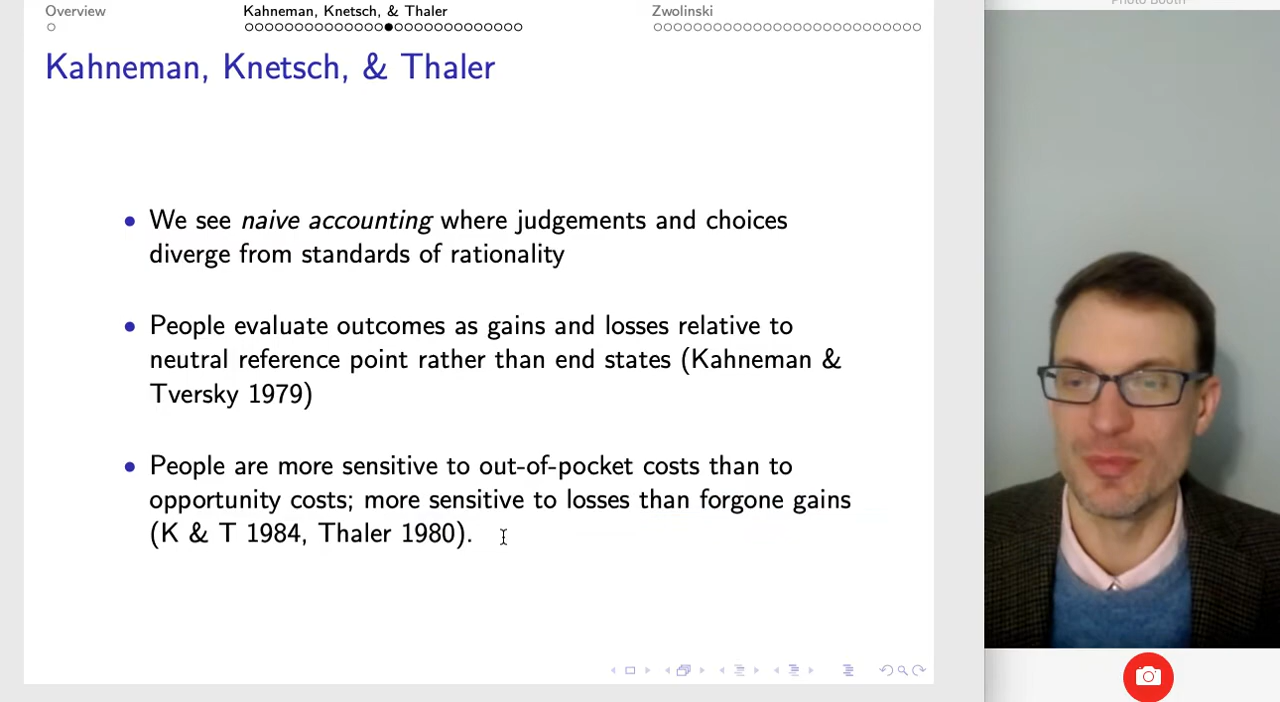 Overview
Kahneman, Knetsch, & Thaler
Zwolinski
Photo Booth
Kahneman, Knetsch, & Thaler
We see naive accounting where judgements and choices
diverge from standards of rationality
People evaluate outcomes as gains and losses relative to
neutral reference point rather than end states (Kahneman &
Tversky 1979)
People are more sensitive to out-of-pocket costs than to
opportunity costs; more sensitive to losses than forgone gains
(K & T 1984, Thaler 1980).